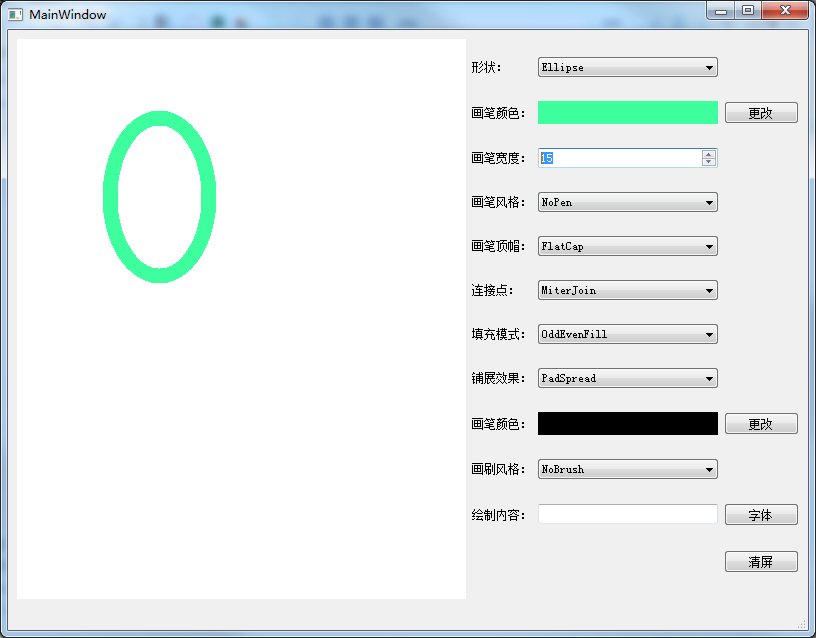 MainWindow
形状: Ellipse
画笔颜色: 更改
画笔宽度: 15
画笔风格: NoPen
画笔顶帽: FlatCap
连接点: MiterJoin
填充模式: OddEvenFill
铺展效果: PadSpread
画笔颜色: 更改
画刷风格: NoBrush
绘制内容: 字体
清屏